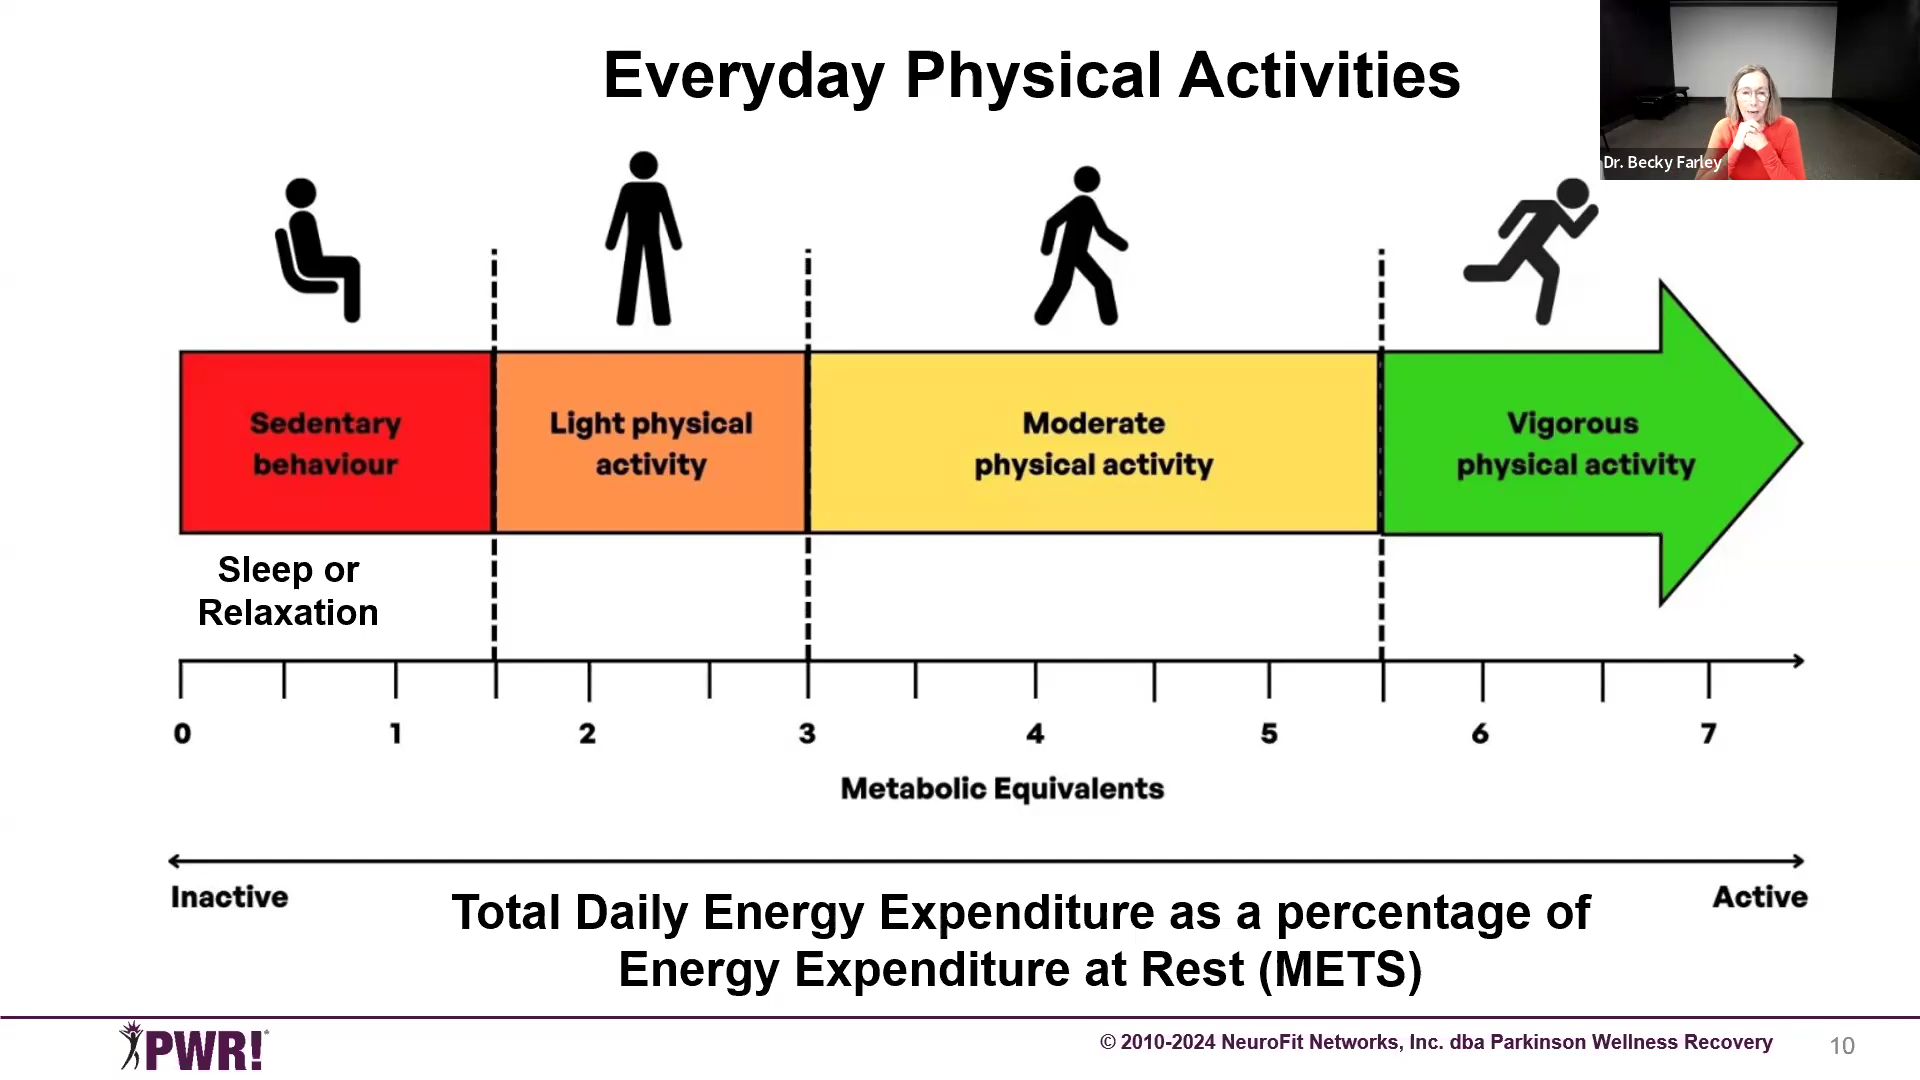 Everyday Physical Activities
Dr. Becky Farley
Sedentary
behaviour
Light physical
activity
Moderate
physical activity
Vigorous
physical activity
Sleep or
Relaxation
0 1 2 3 4 5 6 7
Metabolic Equivalents
Inactive
Active
Total Daily Energy Expenditure as a percentage of
Energy Expenditure at Rest (METS)
PWR!®
© 2010-2024 NeuroFit Networks, Inc. dba Parkinson Wellness Recovery
10